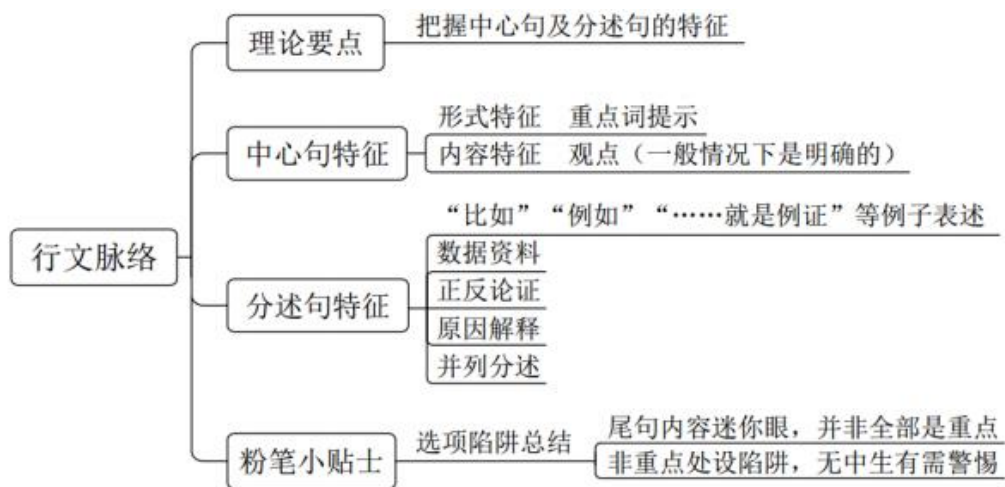 行文脉络
理论要点
把握中心句及分述句的特征
中心句特征
形式特征 重点词提示
内容特征 观点（一般情况下是明确的）
分述句特征
“比如”“例如”“……就是例证”等例子表述
数据资料
正反论证
原因解释
并列分述
粉笔小贴士
选项陷阱总结
尾句内容迷你眼，并非全部是重点
非重点处设陷阱，无中生有需警惕